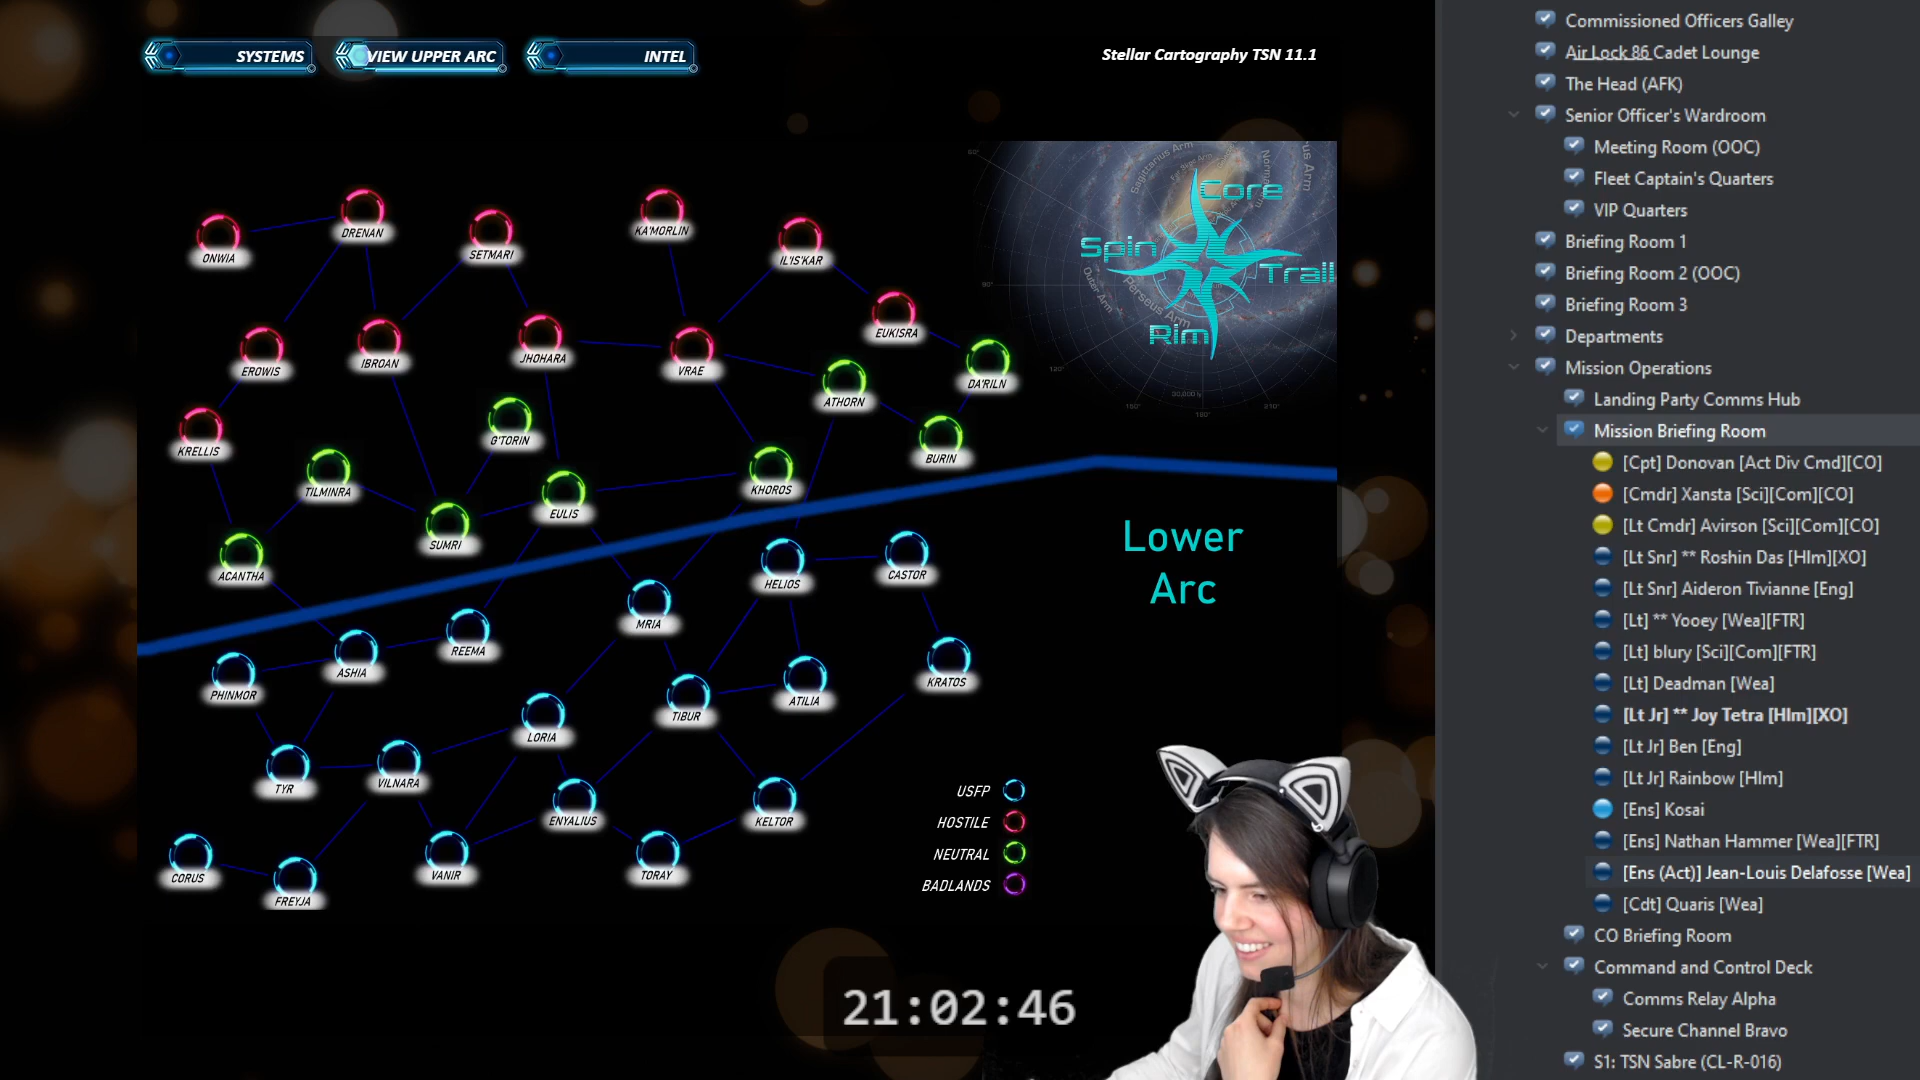 SYSTEMS
VIEW UPPER ARC
INTEL
Stellar Cartography TSN 11.1
Core
Spin
Trail
Rim
Sagittarius Arm
Outer Arm
Perseus Arm
ONWIA
DRENAN
SETMARI
KA'MORLIN
IL'IS'KAR
EUKISRA
EROWIS
IBROAN
JHOHARA
VRAE
ATHORN
DA'RILN
KRELLIS
G'TORIN
BURIN
TILMINRA
EULIS
KHOROS
SUMRI
ACANTHA
Lower
Arc
HELIOS
CASTOR
MRIA
REEMA
ASHIA
PHINMOR
KRATOS
ATILIA
TIBUR
LORIA
TYR
VILNARA
ENYALIUS
KELTOR
CORUS
FREYJA
VANIR
TORAY
USFP
HOSTILE
NEUTRAL
BADLANDS
21:02:46
Commissioned Officers Galley
Air Lock 86 Cadet Lounge
The Head (AFK)
Senior Officer's Wardroom
Meeting Room (OOC)
Fleet Captain's Quarters
VIP Quarters
Briefing Room 1
Briefing Room 2 (OOC)
Briefing Room 3
Departments
Mission Operations
Landing Party Comms Hub
Mission Briefing Room
[Cpt] Donovan [Act Div Cmd][CO]
[Cmdr] Xansta [Sci][Com][CO]
[Lt Cmdr] Avirson [Sci][Com][CO]
[Lt Snr] ** Roshin Das [Hlm][XO]
[Lt Snr] Aideron Tivianne [Eng]
[Lt] ** Yooey [Wea][FTR]
[Lt] blury [Sci][Com][FTR]
[Lt] Deadman [Wea]
[Lt Jr] ** Joy Tetra [Hlm][XO]
[Lt Jr] Ben [Eng]
[Lt Jr] Rainbow [Hlm]
[Ens] Kosai
[Ens] Nathan Hammer [Wea][FTR]
[Ens (Act)] Jean-Louis Delafosse [Wea]
[Cdt] Quaris [Wea]
CO Briefing Room
Command and Control Deck
Comms Relay Alpha
Secure Channel Bravo
S1: TSN Sabre (CL-R-016)